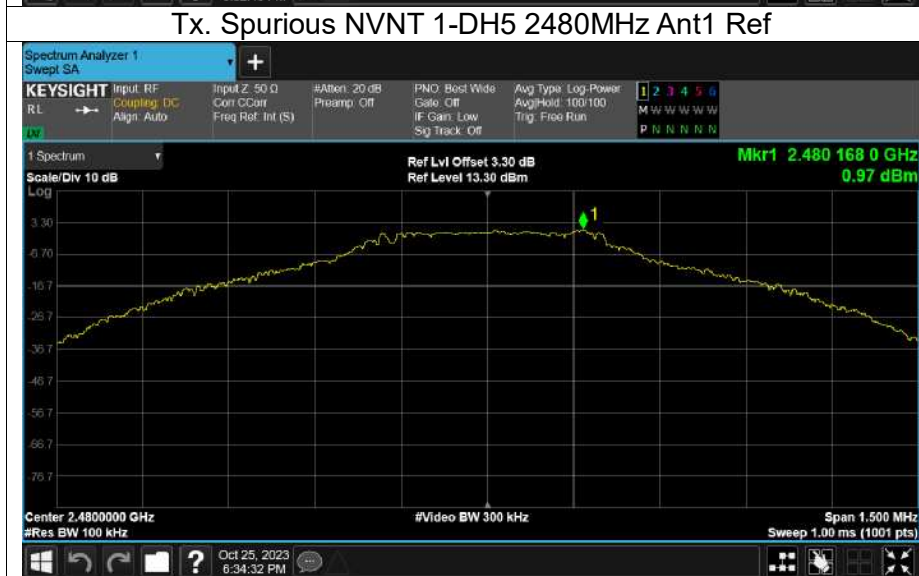 Tx. Spurious NVNT 1-DH5 2480MHz Ant1 Ref
Spectrum Analyzer 1
Swept SA
+
KEYSIGHT Input: RF Input Z: 50 Ω #Atten: 20 dB PNO: Best Wide Avg Type: Log-Power 1 2 3 4 5 6
RL Coupling: DC Corr CCorr Preamp: Off Gate: Off Avg|Hold: 100/100 M W W W W W
Align: Auto Freq Ref: Int (S) IF Gain: Low Trig: Free Run
Sig Track: Off P N N N N N
1 Spectrum Ref Lvl Offset 3.30 dB Mkr1 2.480 168 0 GHz
Scale/Div 10 dB Ref Level 13.30 dBm 0.97 dBm
Log
1
3.30
-6.70
-16.7
-26.7
-36.7
-46.7
-56.7
-66.7
-76.7
Center 2.4800000 GHz #Video BW 300 kHz Span 1.500 MHz
#Res BW 100 kHz Sweep 1.00 ms (1001 pts)
? Oct 25, 2023
6:34:32 PM